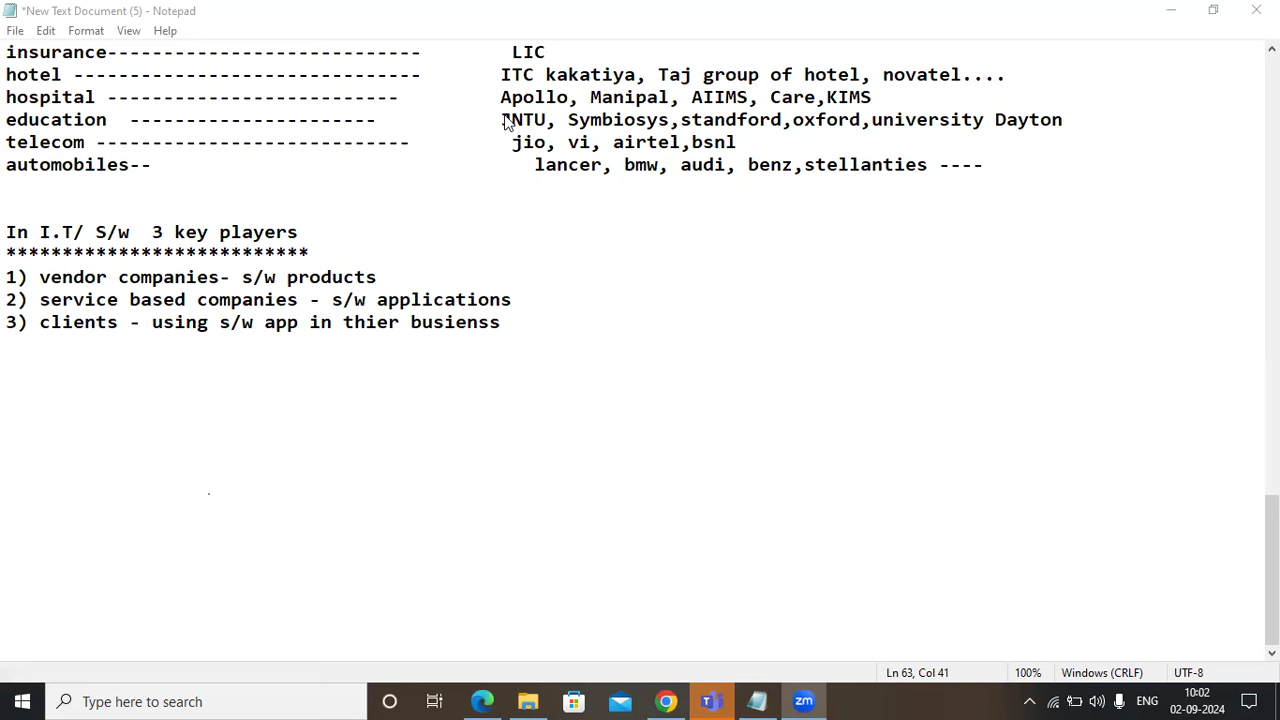 *New Text Document (5) - Notepad
File Edit Format View Help
insurance---------------------------- LIC
hotel ------------------------------- ITC kakatiya, Taj group of hotel, novatel....
hospital -------------------------- Apollo, Manipal, AIIMS, Care,KIMS
education ---------------------- JNTU, Symbiosys,standford,oxford,university Dayton
telecom ---------------------------- jio, vi, airtel,bsnl
automobiles-- lancer, bmw, audi, benz,stellanties ----
In I.T/ S/w 3 key players
***************************
1) vendor companies- s/w products
2) service based companies - s/w applications
3) clients - using s/w app in thier busienss
Ln 63, Col 41 100% Windows (CRLF) UTF-8
Type here to search
zm
ENG
10:02
02-09-2024